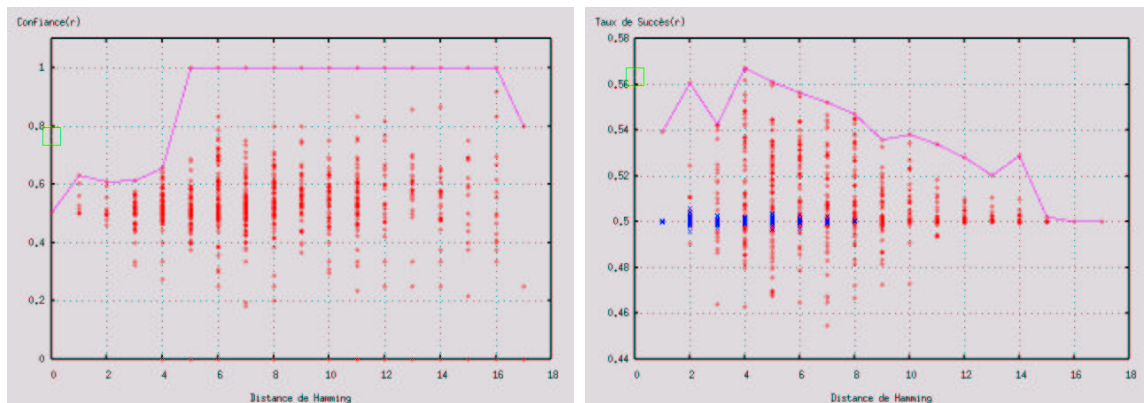 Confiance(r)
1
0,8
0,6
0,4
0,2
0
0 2 4 6 8 10 12 14 16 18
Distance de Hamming
Taux de Succès(r)
0,58
0,56
0,54
0,52
0,5
0,48
0,46
0,44
0 2 4 6 8 10 12 14 16 18
Distance de Hamming